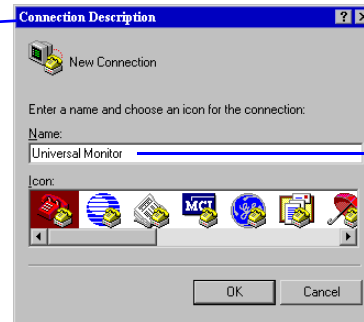 Connection Description
New Connection
Enter a name and choose an icon for the connection:
Name:
Universal Monitor
Icon:
MCI
OK
Cancel